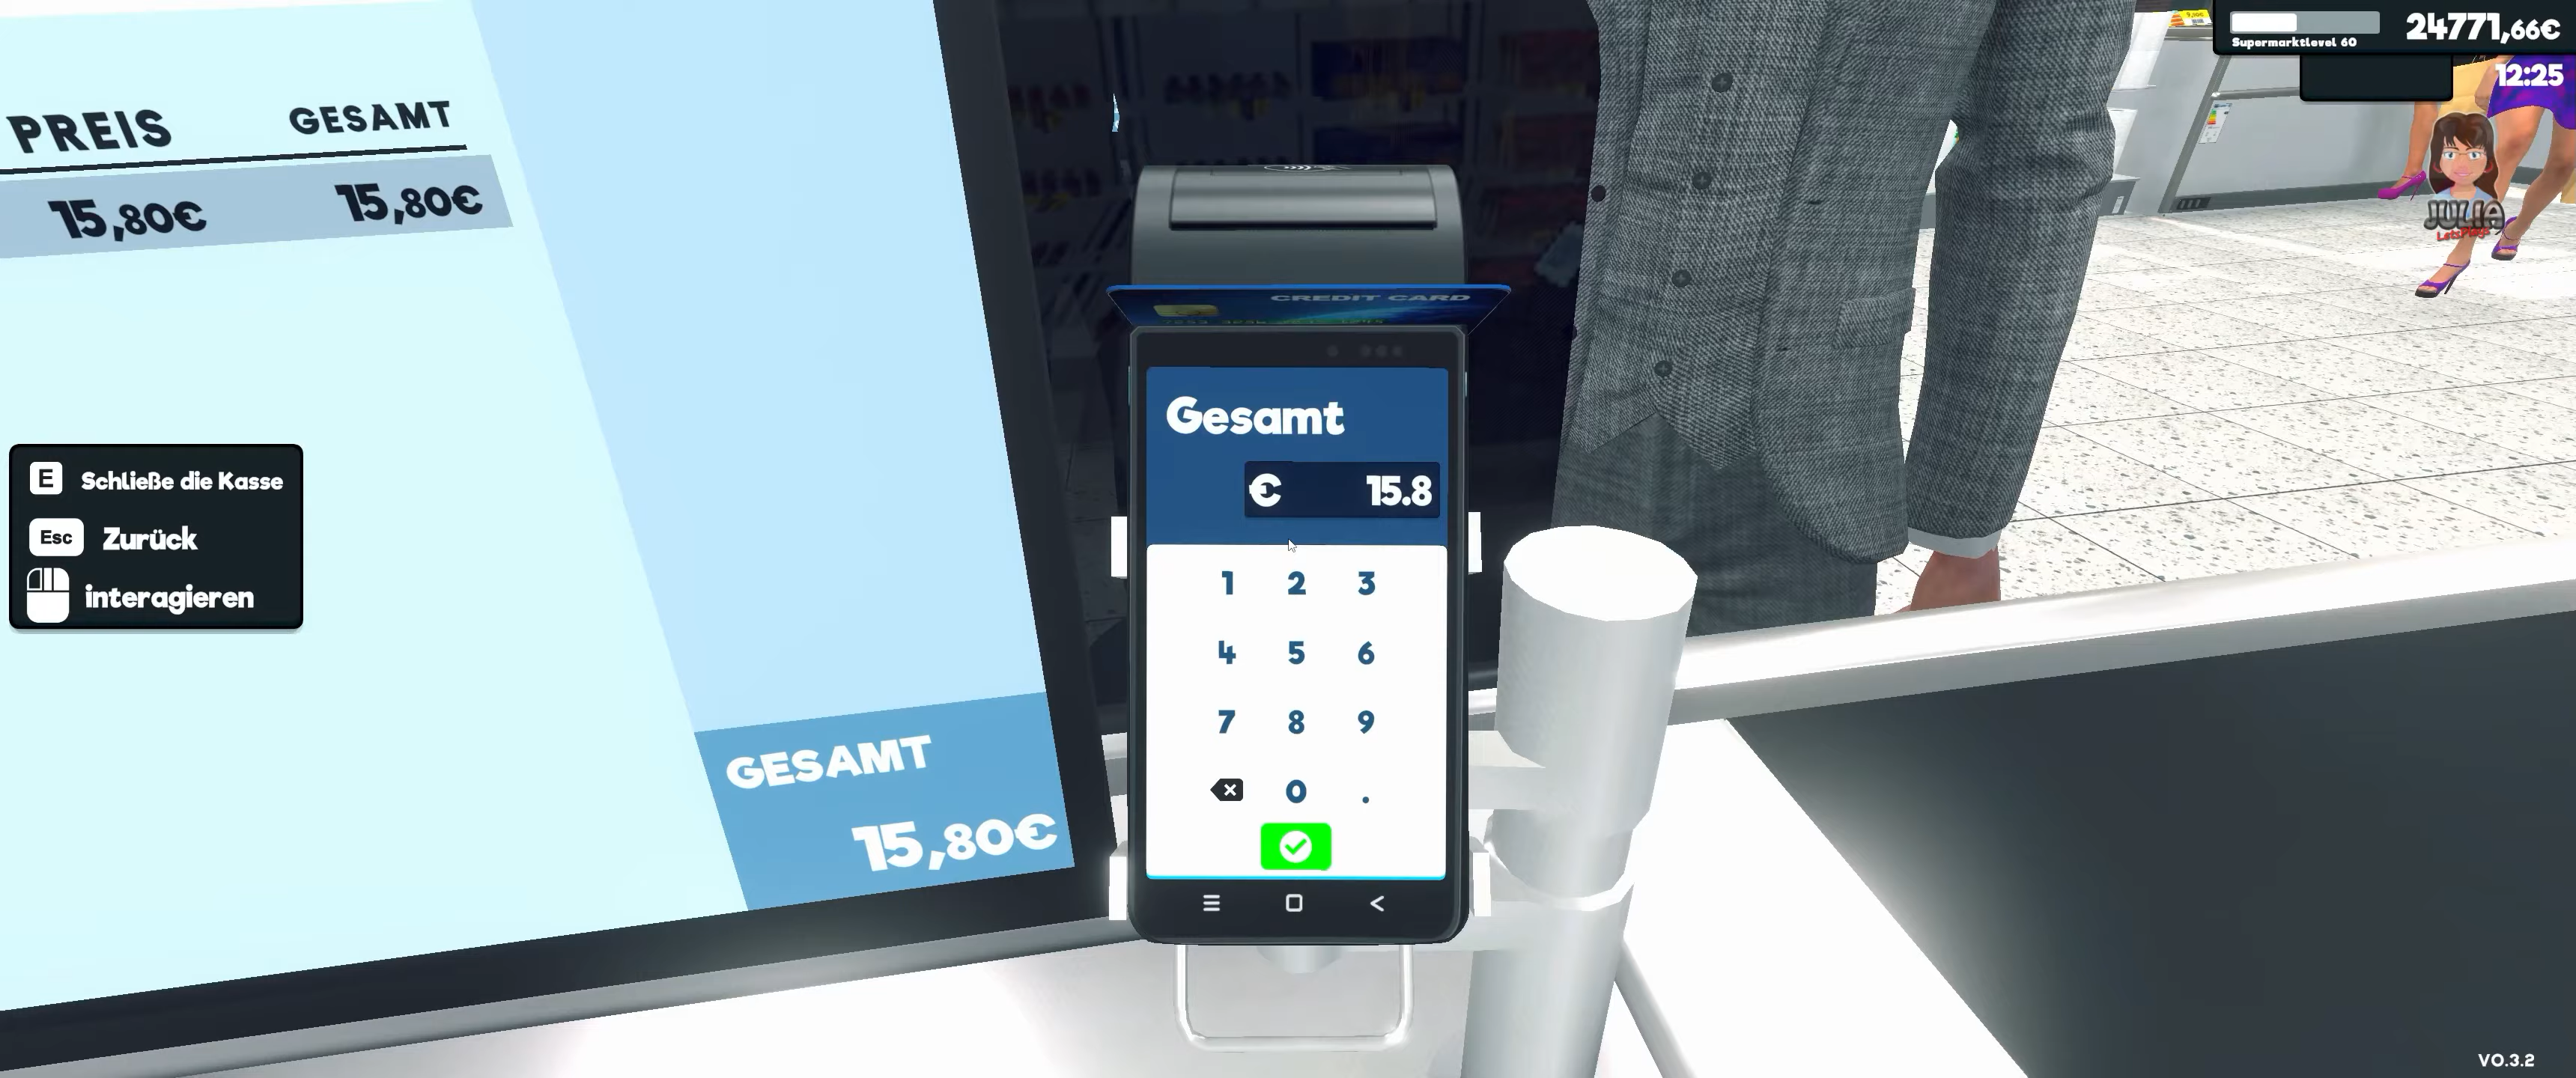 PREIS GESAMT
15,80€ 15,80€
GESAMT
15,80€
E Schließe die Kasse
Esc Zurück
interagieren
CREDIT CARD
Gesamt
€ 15.8
1 2 3
4 5 6
7 8 9
0 .
24771,66€
Supermarktlevel 60
12:25
JULIA
LetsPlays
V0.3.2